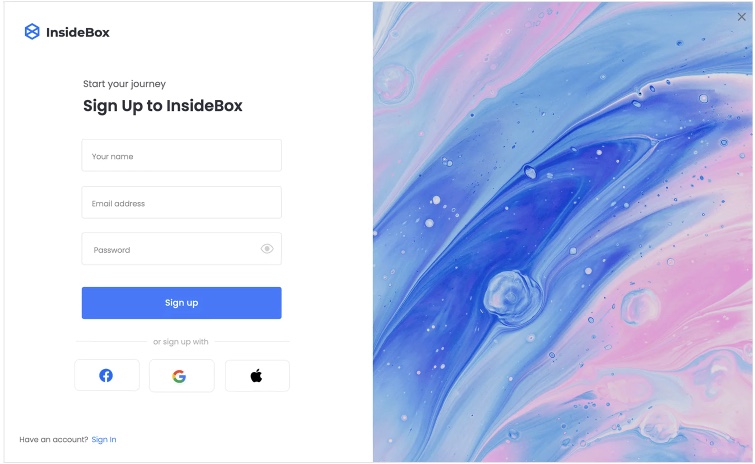 InsideBox
Start your journey
Sign Up to InsideBox
Your name
Email address
Password
Sign up
or sign up with
Have an account? Sign In